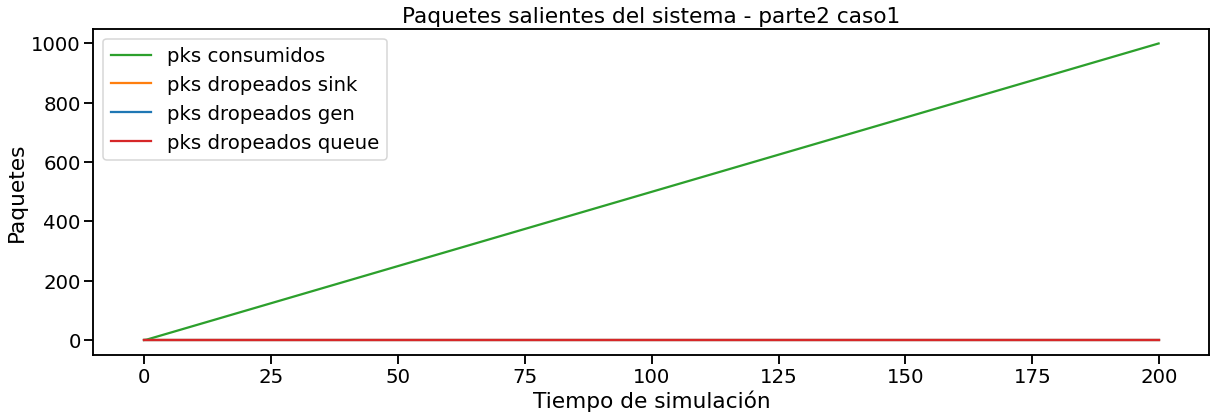 Paquetes salientes del sistema - parte2 caso1
pks consumidos
pks dropeados sink
pks dropeados gen
pks dropeados queue
Paquetes
1000
800
600
400
200
0
0 25 50 75 100 125 150 175 200
Tiempo de simulación